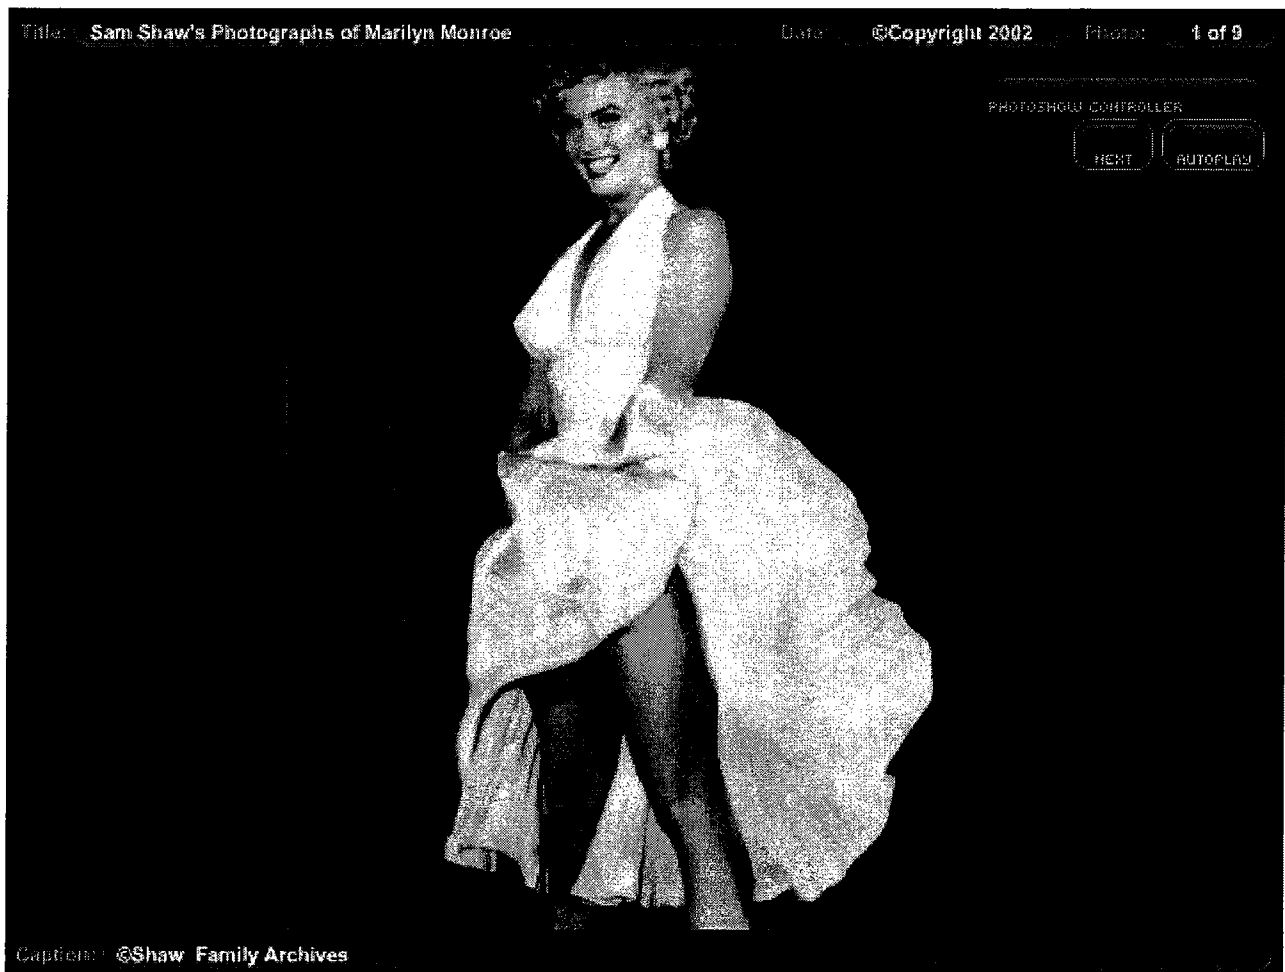 Title: Sam Shaw's Photographs of Marilyn Monroe Date: ©Copyright 2002 Photo: 1 of 9
PHOTOSHOW CONTROLLER
NEXT AUTOPLAY
Caption: ©Shaw Family Archives